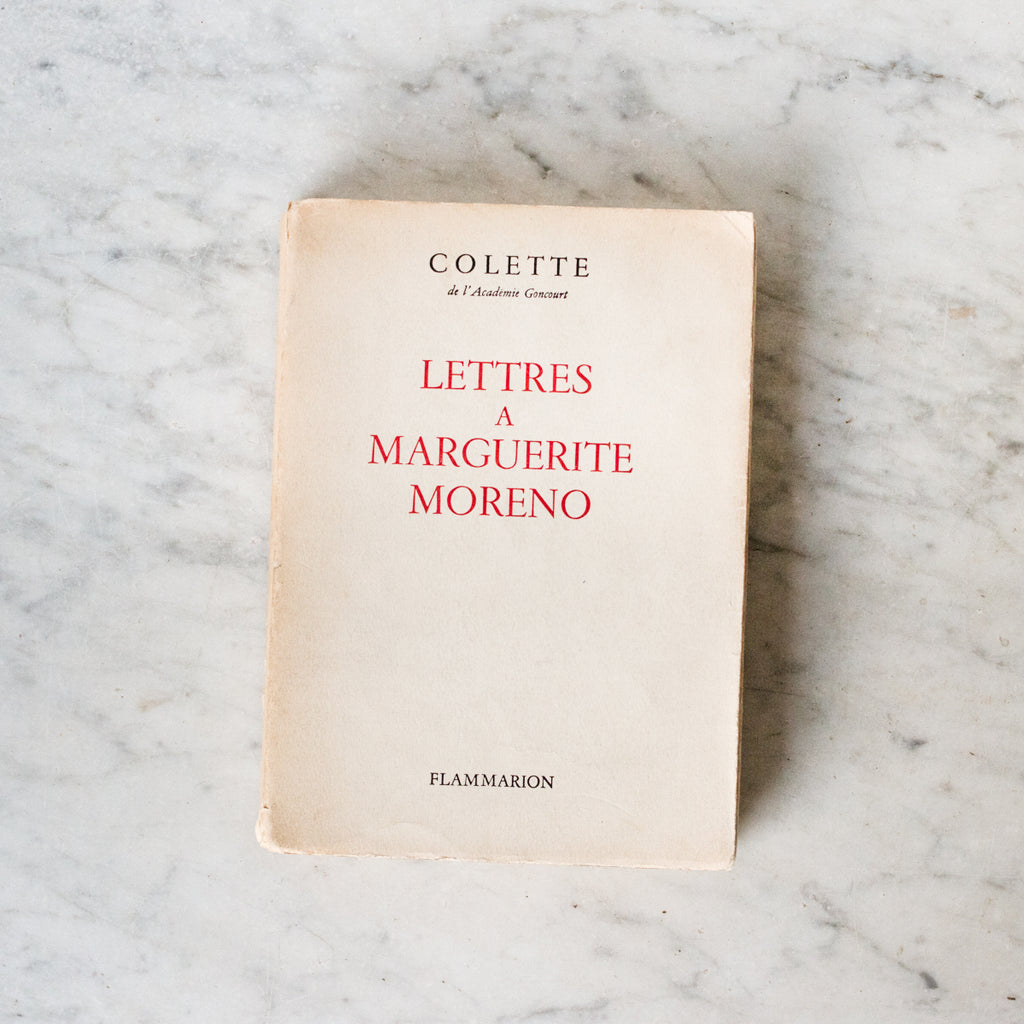 COLETTE
de l'Académie Goncourt
LETTRES
A
MARGUERITE
MORENO
FLAMMARION